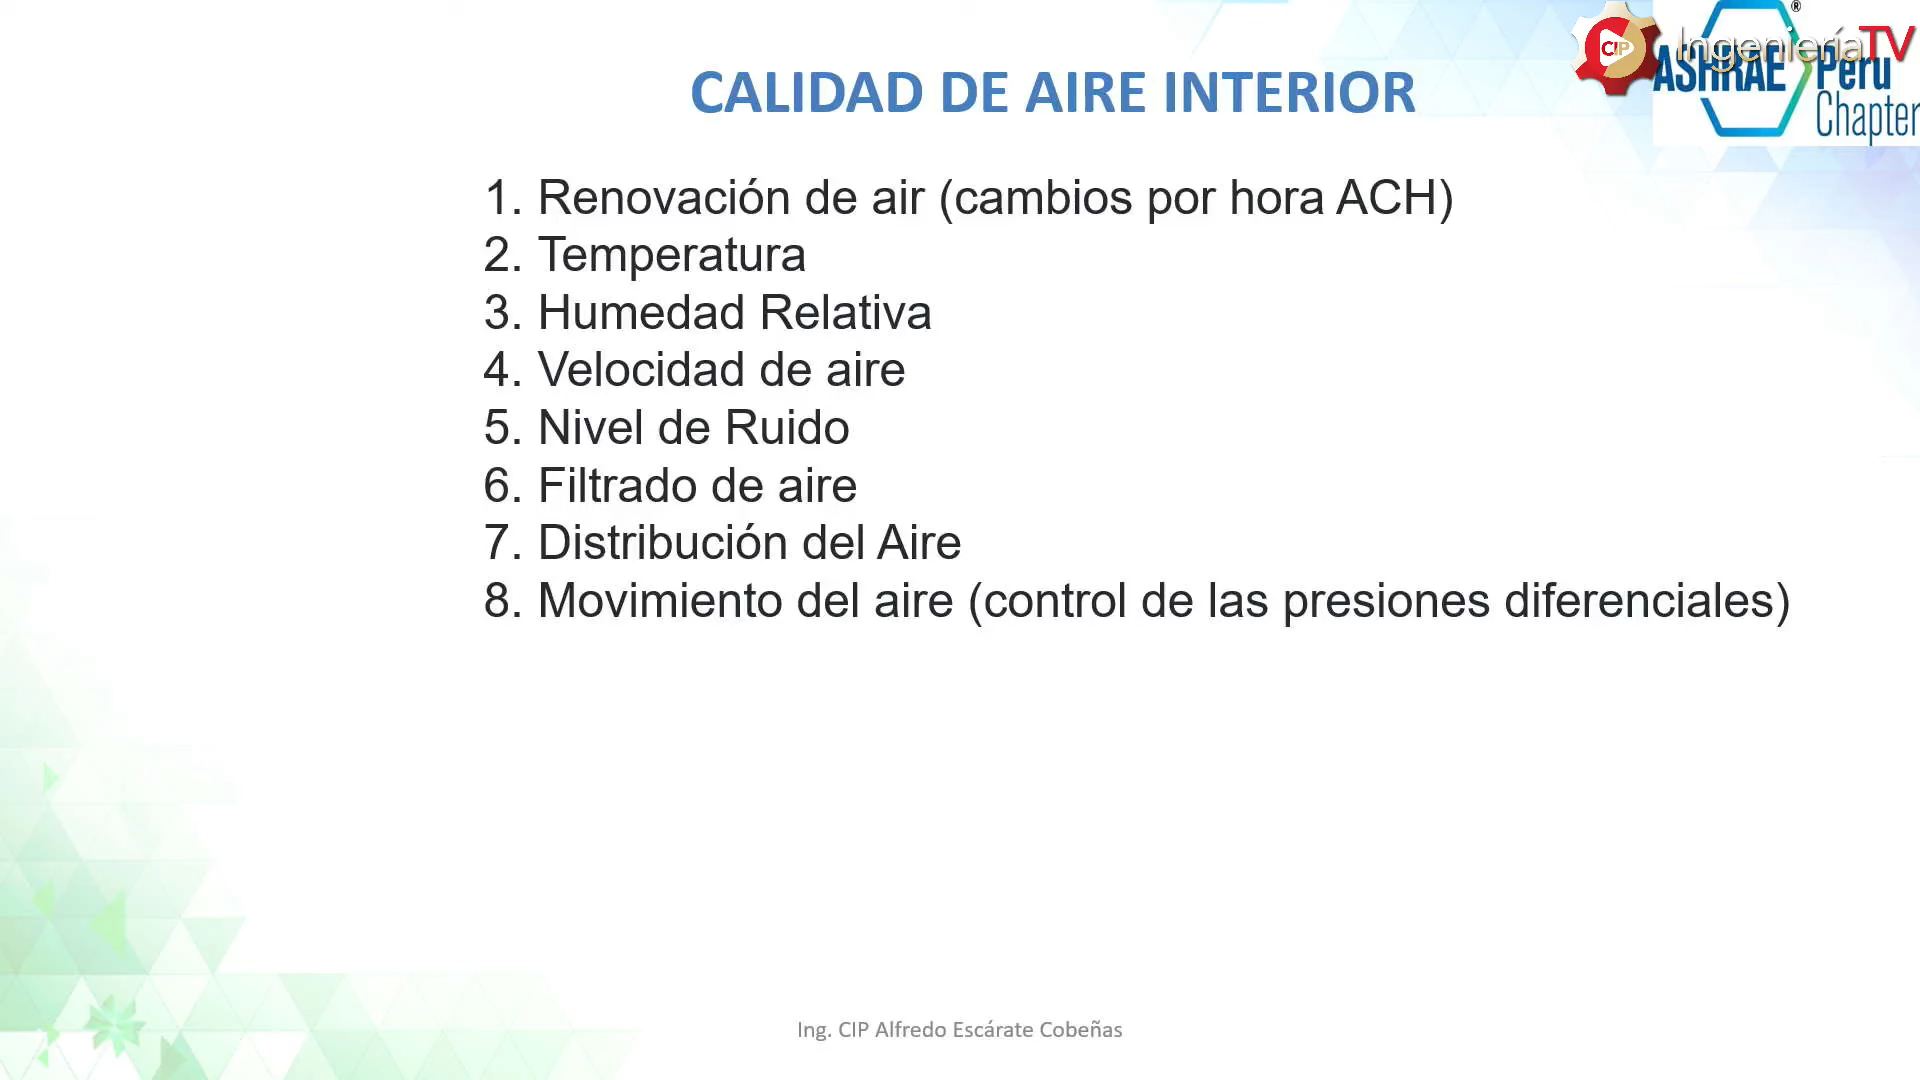 CALIDAD DE AIRE INTERIOR
IngenieríaTV
CIP
ASHRAE Peru
Chapter
®
1. Renovación de air (cambios por hora ACH)
2. Temperatura
3. Humedad Relativa
4. Velocidad de aire
5. Nivel de Ruido
6. Filtrado de aire
7. Distribución del Aire
8. Movimiento del aire (control de las presiones diferenciales)
Ing. CIP Alfredo Escárate Cobeñas